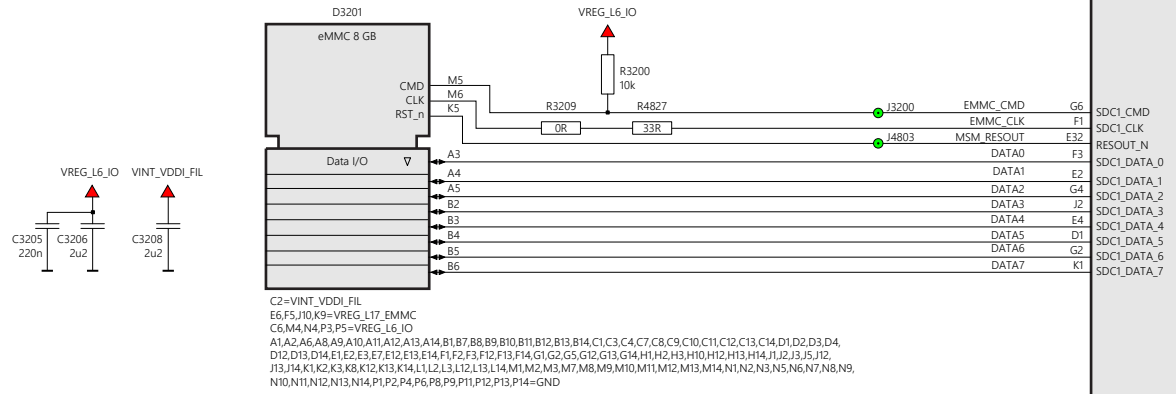 D3201
VREG_L6_IO
eMMC 8 GB
R3200
10k
CMD M5
CLK M6
RST_n K5
R3209 R4827
0R 33R
J3200 EMMC_CMD G6 SDC1_CMD
EMMC_CLK F1 SDC1_CLK
J4803 MSM_RESOUT E32 RESOUT_N
Data I/O
A3 DATA0 F3 SDC1_DATA_0
A4 DATA1 E2 SDC1_DATA_1
A5 DATA2 G4 SDC1_DATA_2
B2 DATA3 J2 SDC1_DATA_3
B3 DATA4 E4 SDC1_DATA_4
B4 DATA5 D1 SDC1_DATA_5
B5 DATA6 G2 SDC1_DATA_6
B6 DATA7 K1 SDC1_DATA_7
VREG_L6_IO VINT_VDDI_FIL
C3205 C3206 C3208
220n 2u2 2u2
C2=VINT_VDDI_FIL
E6,F5,J10,K9=VREG_L17_EMMC
C6,M4,N4,P3,P5=VREG_L6_IO
A1,A2,A6,A8,A9,A10,A11,A12,A13,A14,B1,B7,B8,B9,B10,B11,B12,B13,B14,C1,C3,C4,C7,C8,C9,C10,C11,C12,C13,C14,D1,D2,D3,D4,
D12,D13,D14,E1,E2,E3,E7,E12,E13,E14,F1,F2,F3,F12,F13,F14,G1,G2,G5,G12,G13,G14,H1,H2,H3,H10,H12,H13,H14,J1,J2,J3,J5,J12,
J13,J14,K1,K2,K3,K8,K12,K13,K14,L1,L2,L3,L12,L13,L14,M1,M2,M3,M7,M8,M9,M10,M11,M12,M13,M14,N1,N2,N3,N5,N6,N7,N8,N9,
N10,N11,N12,N13,N14,P1,P2,P4,P6,P8,P9,P11,P12,P13,P14=GND